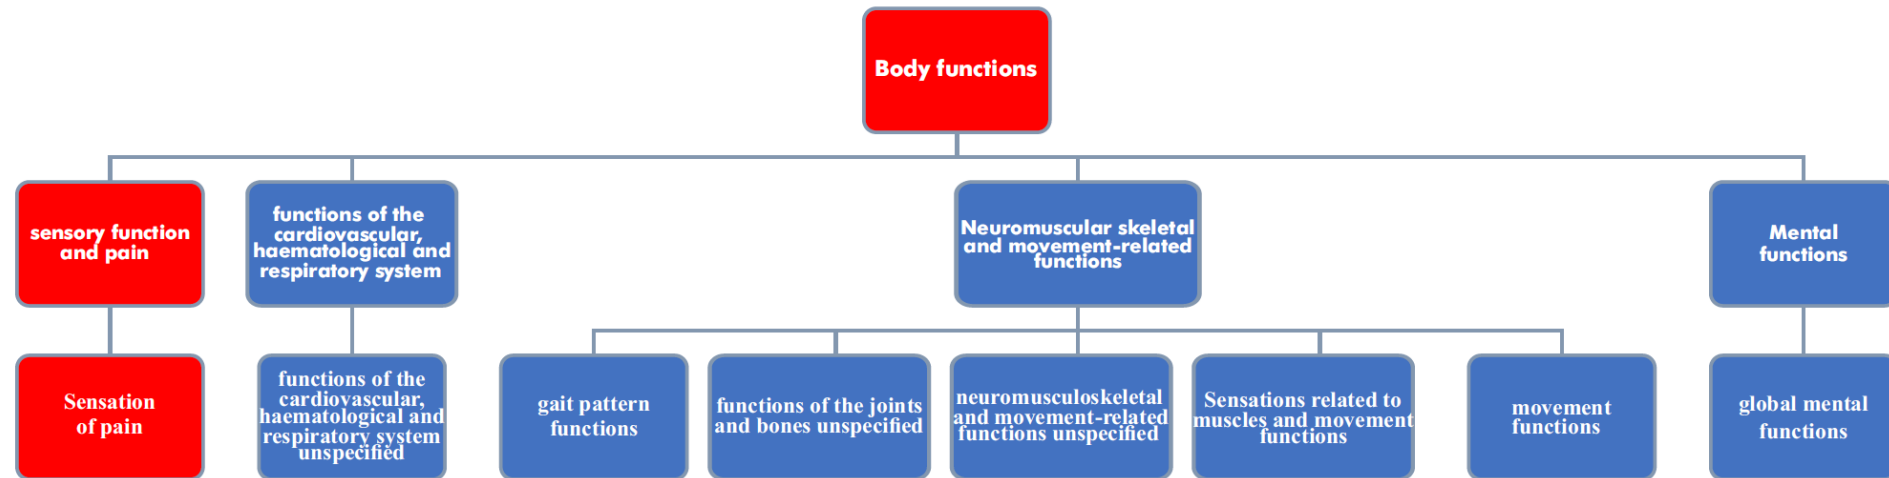 Body functions
sensory function
and pain
functions of the
cardiovascular,
haematological and
respiratory system
Neuromuscular skeletal
and movement-related
functions
Mental
functions
Sensation
of pain
functions of the
cardiovascular,
haematological and
respiratory system
unspecified
gait pattern
functions
functions of the joints
and bones unspecified
neuromusculoskeletal
and movement-related
functions unspecified
Sensations related to
muscles and movement
functions
movement
functions
global mental
functions